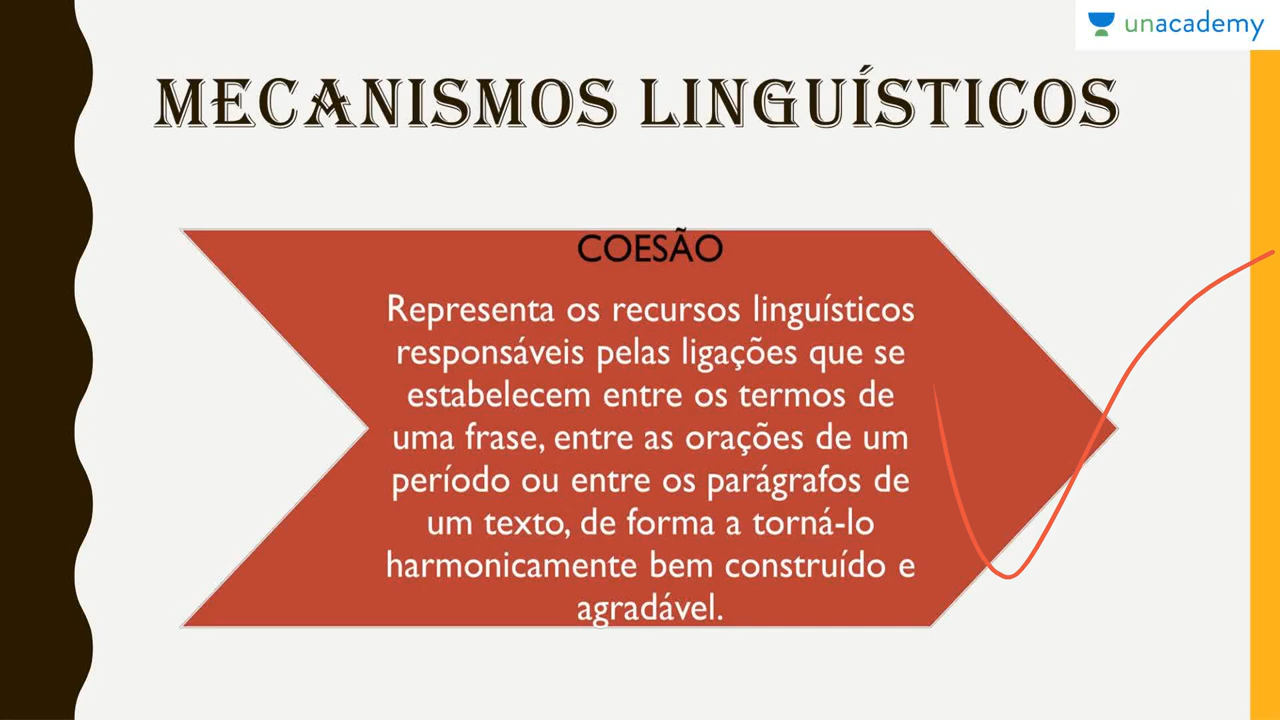 unacademy
MECANISMOS LINGUÍSTICOS
COESÃO
Representa os recursos linguísticos
responsáveis pelas ligações que se
estabelecem entre os termos de
uma frase, entre as orações de um
período ou entre os parágrafos de
um texto, de forma a torná-lo
harmonicamente bem construído e
agradável.